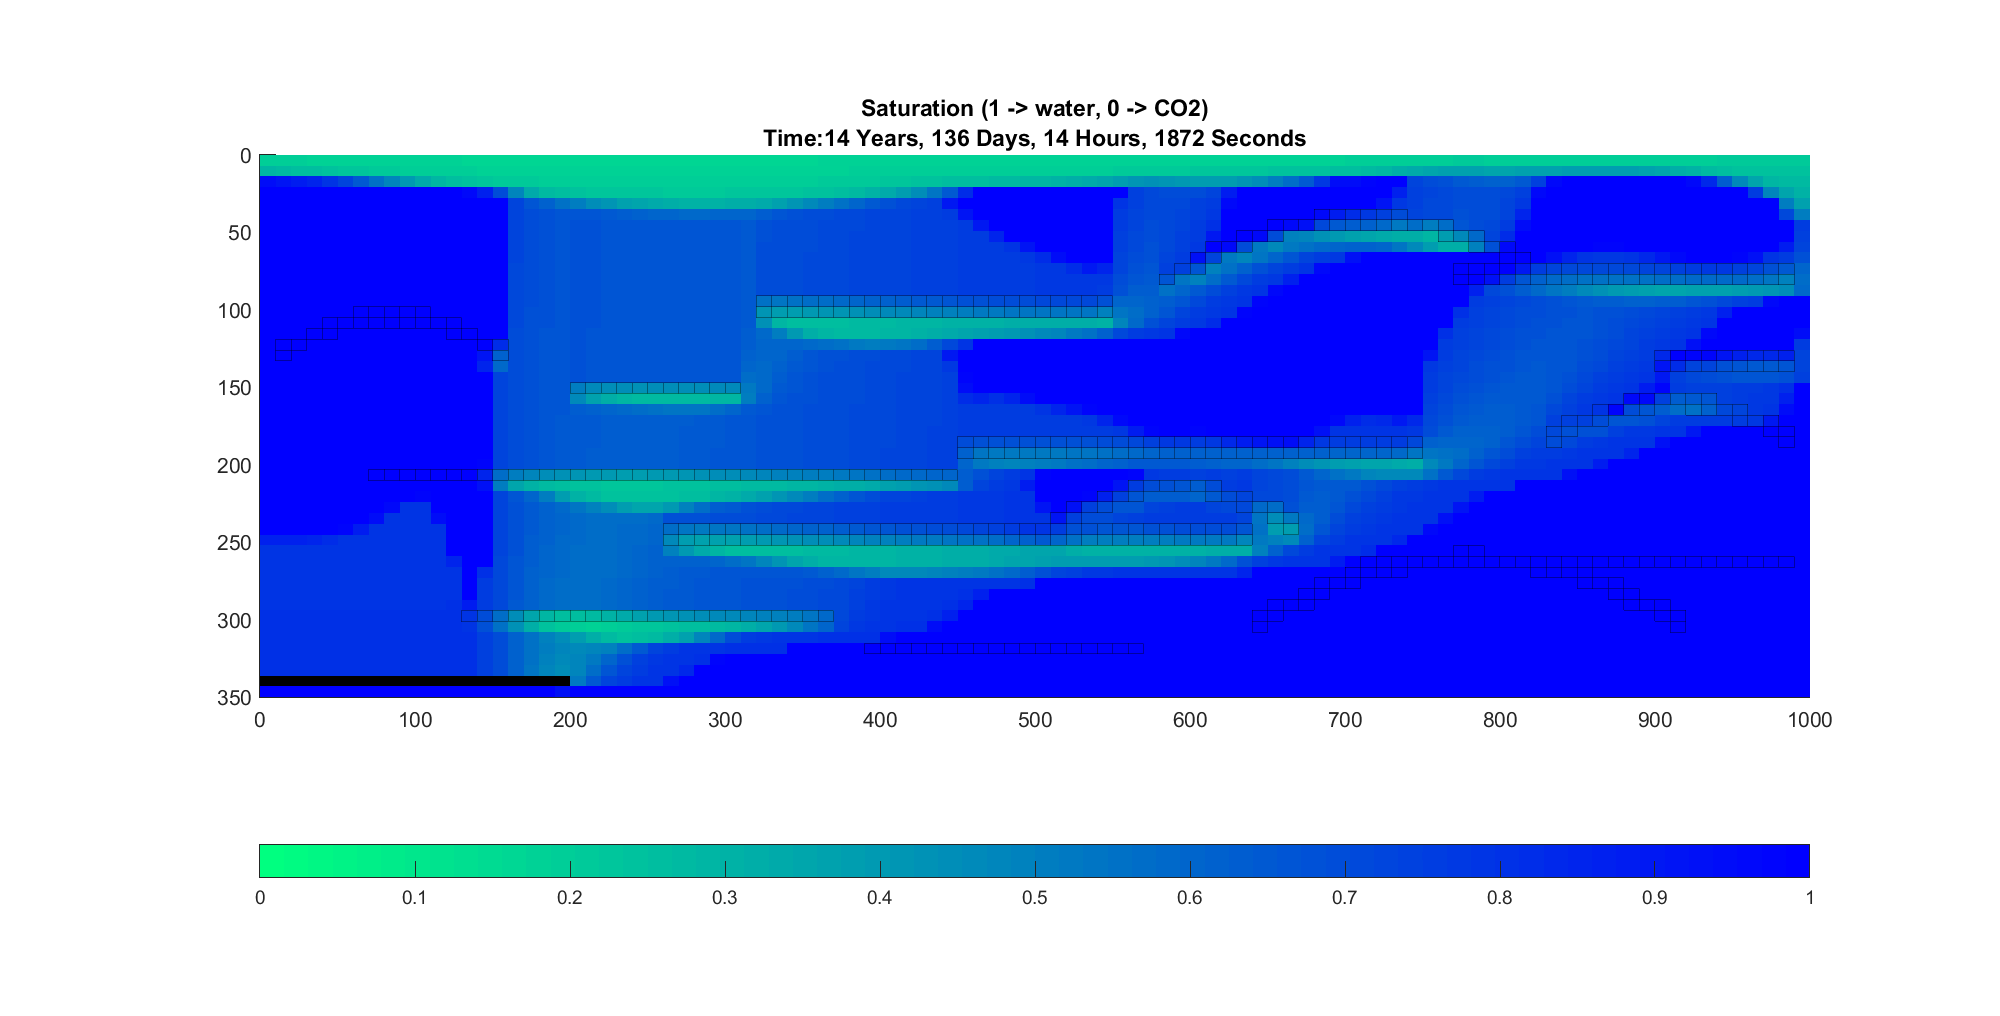 Saturation (1 -> water, 0 -> CO2)
Time:14 Years, 136 Days, 14 Hours, 1872 Seconds
0
50
100
150
200
250
300
350
0 100 200 300 400 500 600 700 800 900 1000
0 0.1 0.2 0.3 0.4 0.5 0.6 0.7 0.8 0.9 1